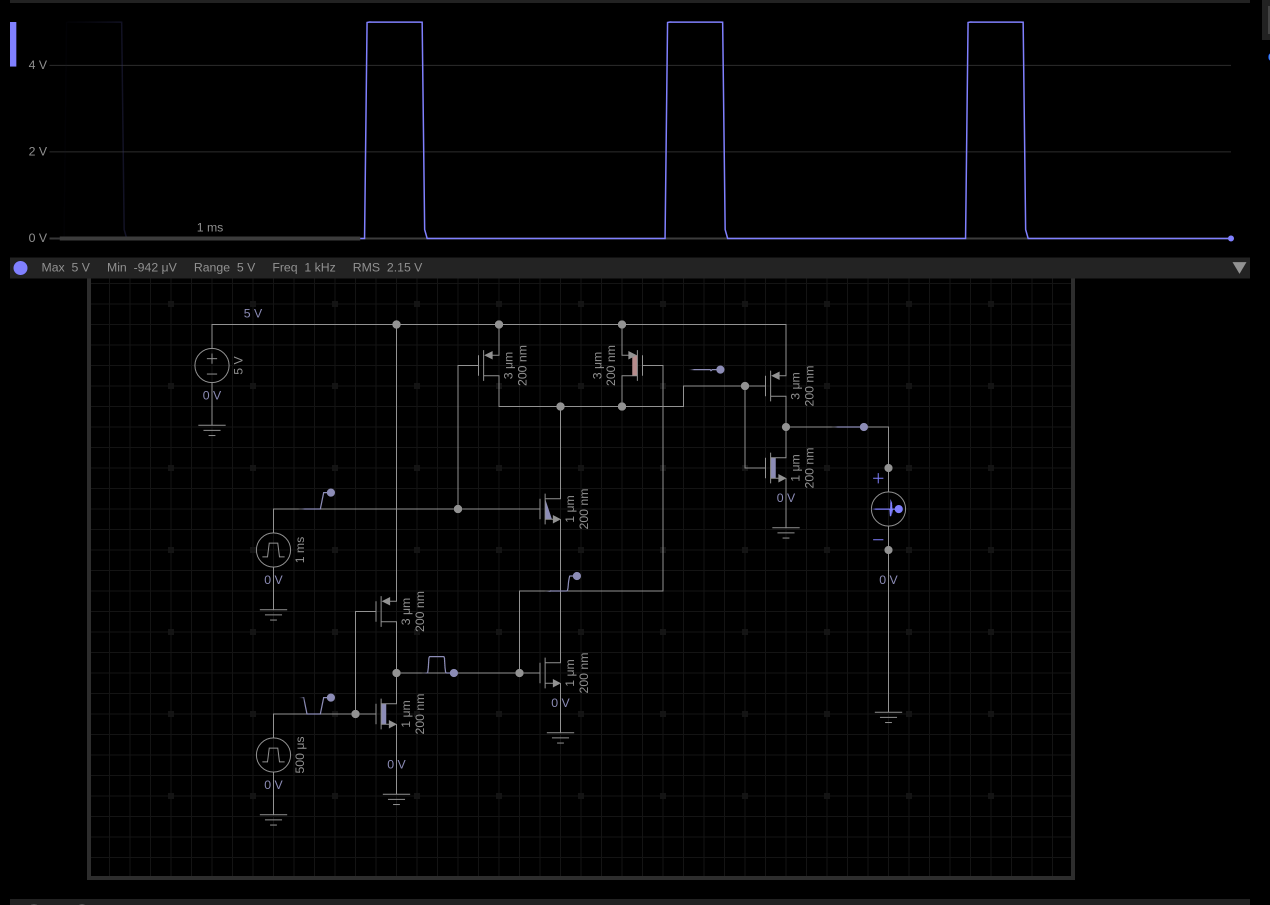 4 V
2 V
1 ms
0 V
Max 5 V Min -942 μV Range 5 V Freq 1 kHz RMS 2.15 V
5 V
5 V
0 V
3 μm
200 nm
3 μm
200 nm
3 μm
200 nm
1 μm
200 nm
0 V
1 μm
200 nm
1 ms
0 V
+
−
0 V
3 μm
200 nm
1 μm
200 nm
0 V
1 μm
200 nm
0 V
500 μs
0 V